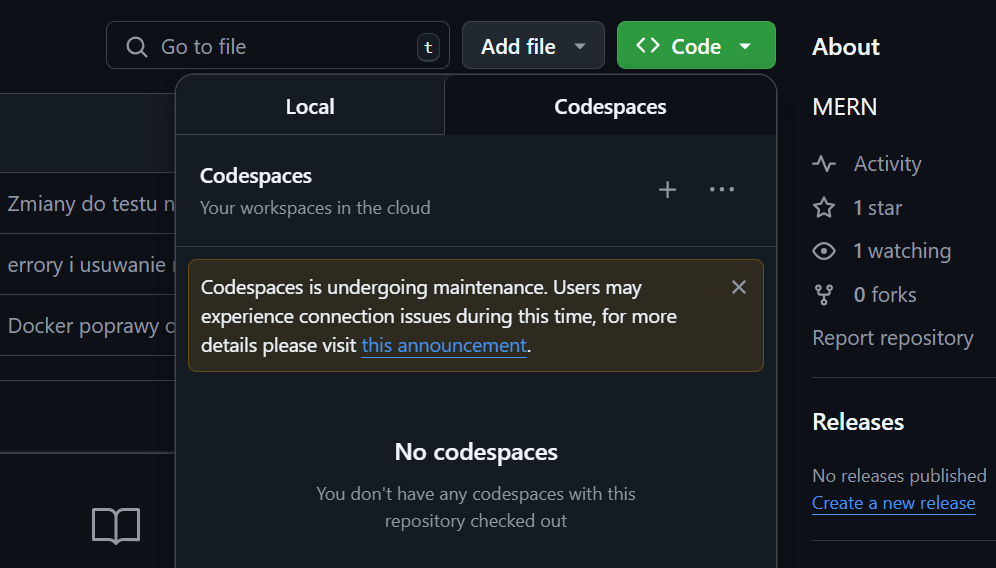 Go to file
t
Add file
Code
About
Local
Codespaces
MERN
Codespaces
Your workspaces in the cloud
Activity
1 star
1 watching
0 forks
Report repository
Zmiany do testu
errory i usuwanie
Docker poprawy
Codespaces is undergoing maintenance. Users may
experience connection issues during this time, for more
details please visit this announcement.
No codespaces
You don't have any codespaces with this
repository checked out
Releases
No releases published
Create a new release